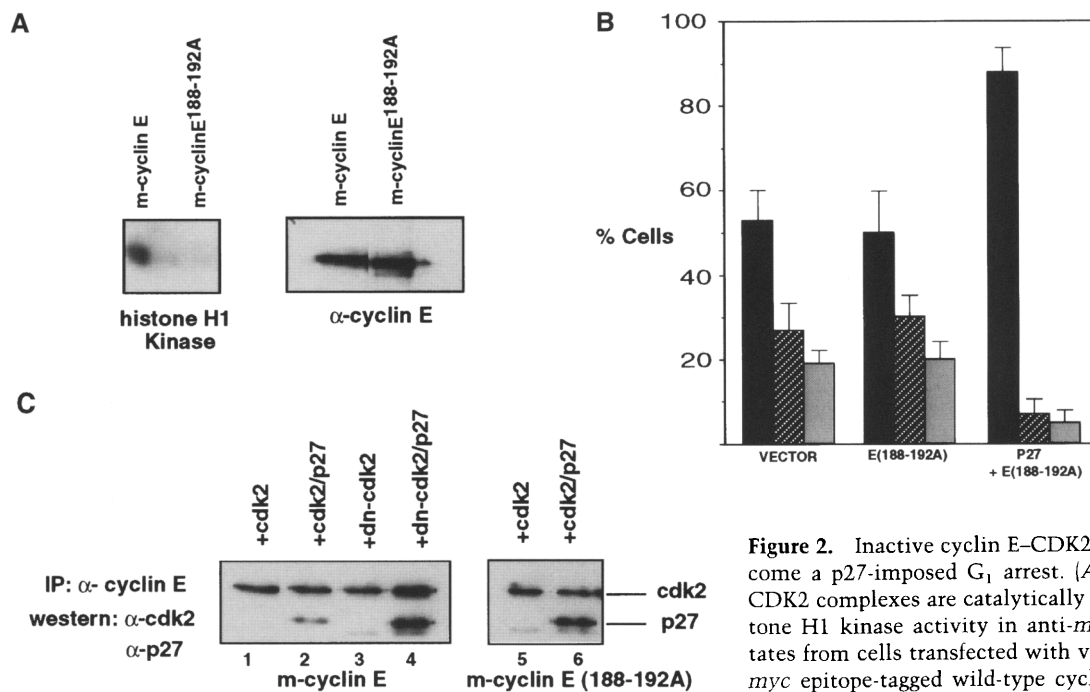 A
m-cyclin E
m-cyclinE188-192A
m-cyclin E
m-cyclinE188-192A
histone H1
Kinase
α-cyclin E
B
100
80
60
% Cells
40
20
VECTOR
E(188-192A)
P27
+ E(188-192A)
C
+cdk2
+cdk2/p27
+dn-cdk2
+dn-cdk2/p27
+cdk2
+cdk2/p27
IP: α- cyclin E
western: α-cdk2
α-p27
cdk2
p27
1 2 3 4
5 6
m-cyclin E
m-cyclin E (188-192A)
Figure 2. Inactive cyclin E–CDK2
come a p27-imposed G1 arrest. (A
CDK2 complexes are catalytically
tone H1 kinase activity in anti-m
tates from cells transfected with v
myc epitope-tagged wild-type cycl